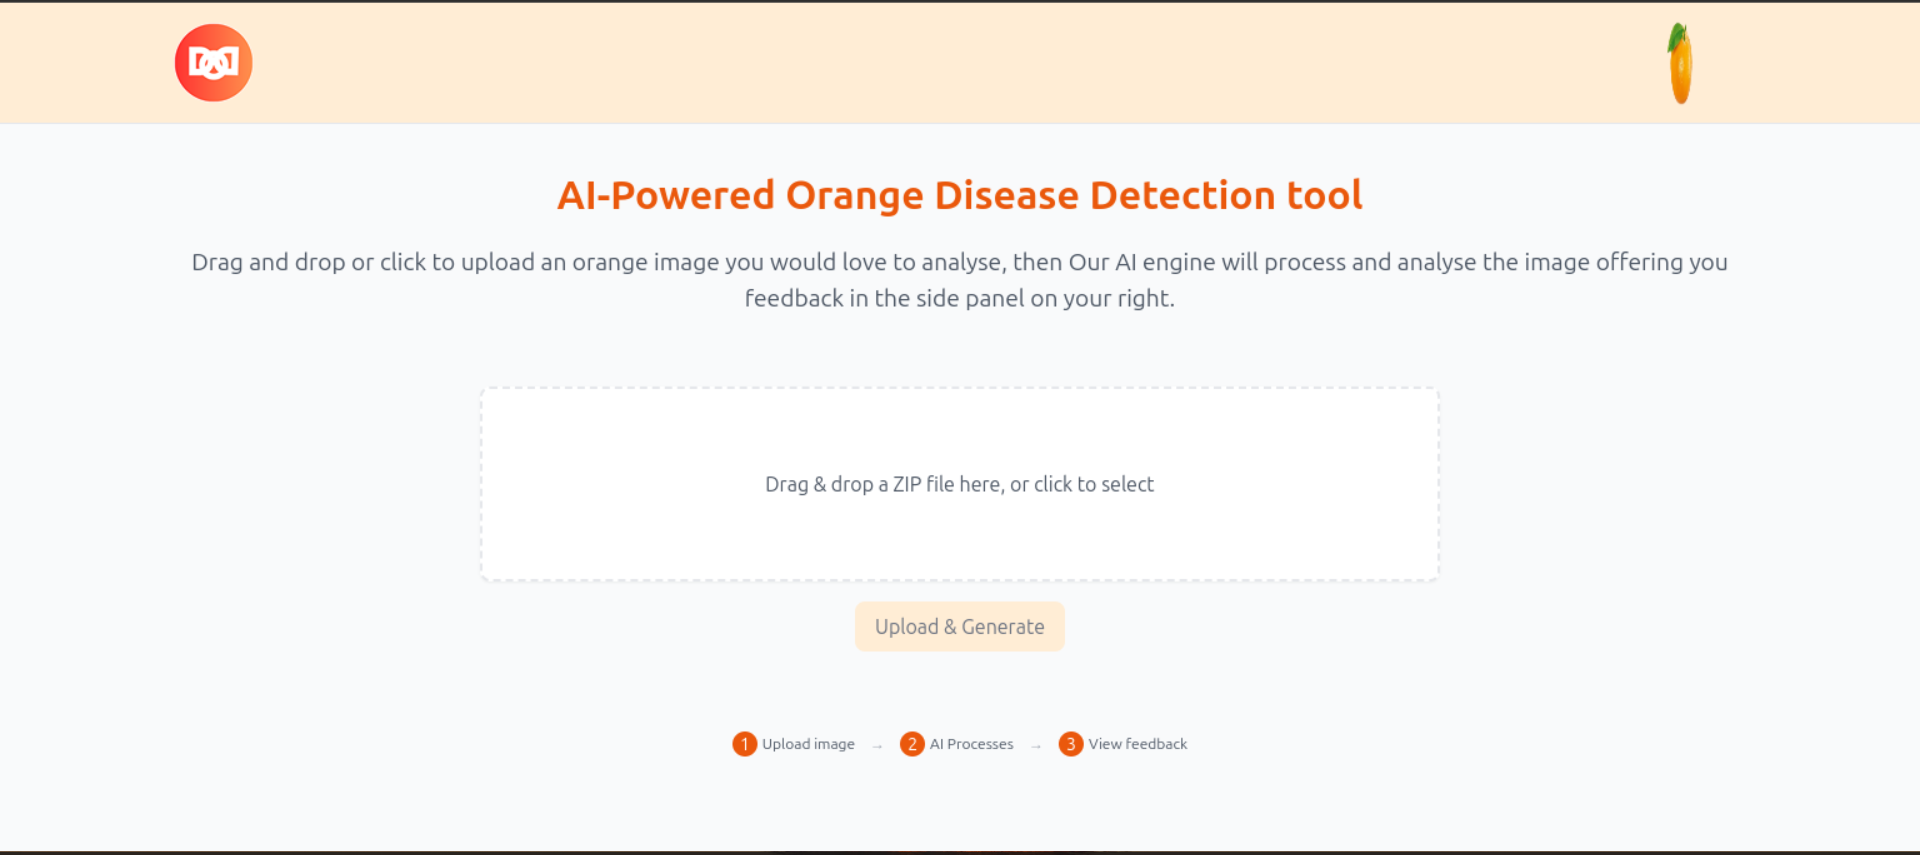 AI-Powered Orange Disease Detection tool
Drag and drop or click to upload an orange image you would love to analyse, then Our AI engine will process and analyse the image offering you
feedback in the side panel on your right.
Drag & drop a ZIP file here, or click to select
Upload & Generate
1 Upload image → 2 AI Processes → 3 View feedback